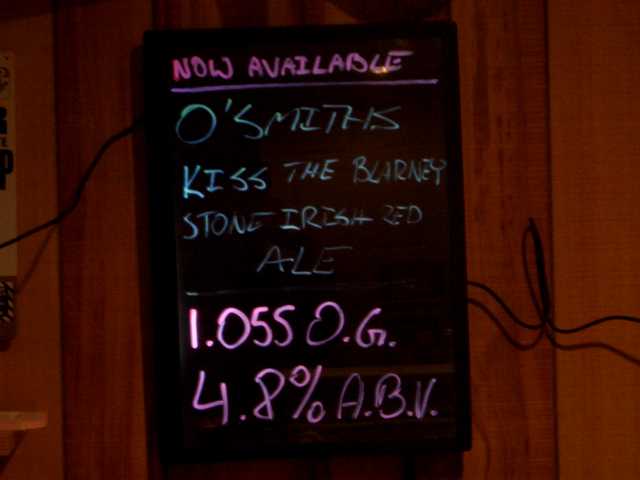 NOW AVAILABLE
O'SMITHS
KISS THE BLARNEY
STONE IRISH RED
ALE
1.055 O.G.
4.8% A.B.V.